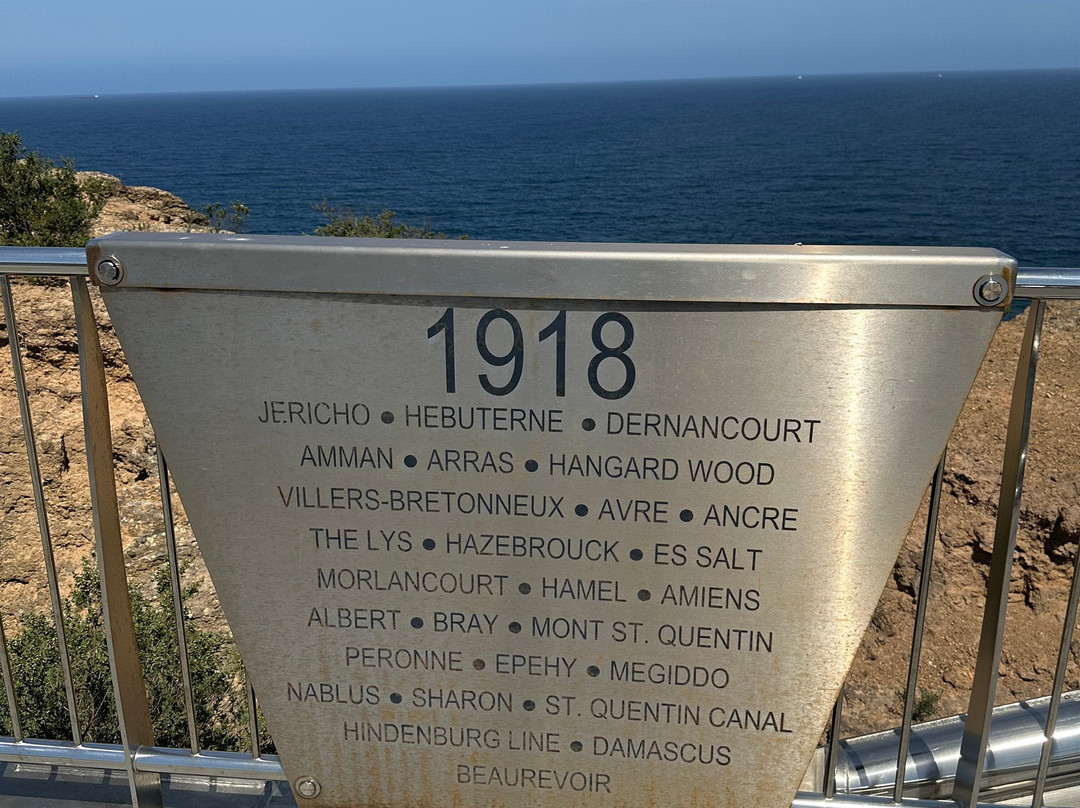 1918
JERICHO ● HEBUTERNE ● DERNANCOURT
AMMAN ● ARRAS ● HANGARD WOOD
VILLERS-BRETONNEUX ● AVRE ● ANCRE
THE LYS ● HAZEBROUCK ● ES SALT
MORLANCOURT ● HAMEL ● AMIENS
ALBERT ● BRAY ● MONT ST. QUENTIN
PERONNE ● EPEHY ● MEGIDDO
NABLUS ● SHARON ● ST. QUENTIN CANAL
HINDENBURG LINE ● DAMASCUS
BEAUREVOIR